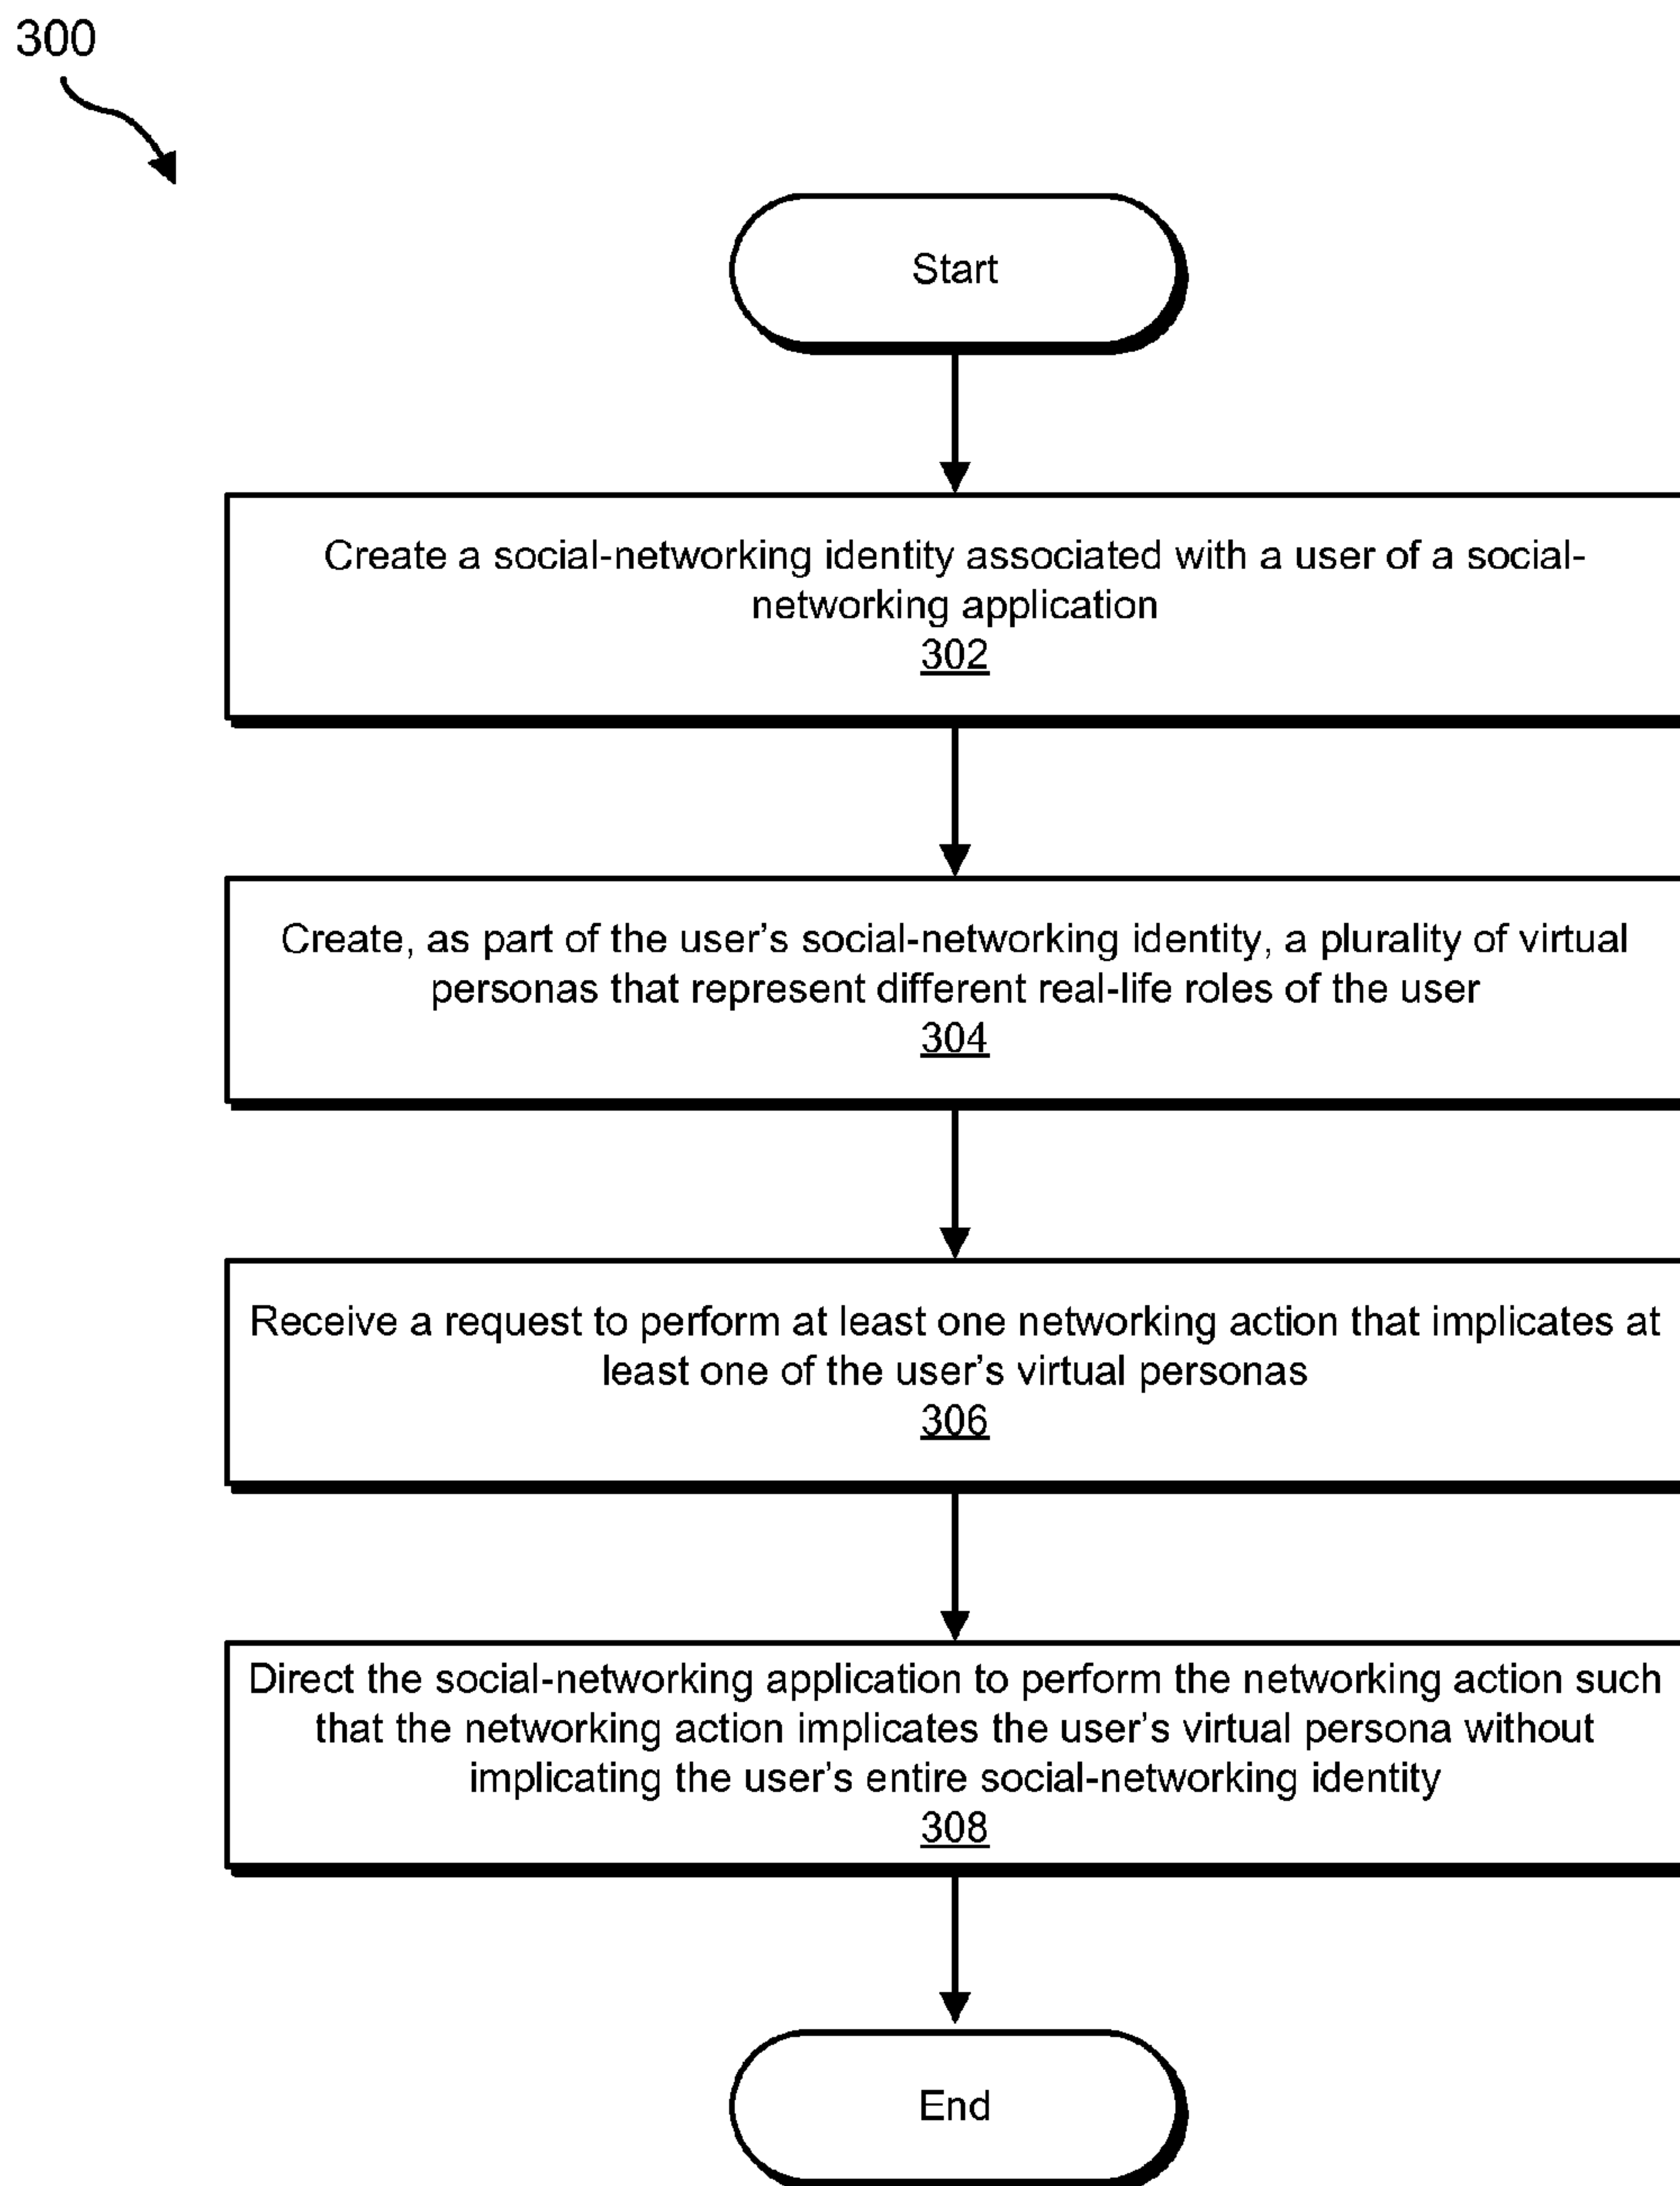 300
Start
Create a social-networking identity associated with a user of a social-
networking application
302
Create, as part of the user's social-networking identity, a plurality of virtual
personas that represent different real-life roles of the user
304
Receive a request to perform at least one networking action that implicates at
least one of the user's virtual personas
306
Direct the social-networking application to perform the networking action such
that the networking action implicates the user's virtual persona without
implicating the user's entire social-networking identity
308
End